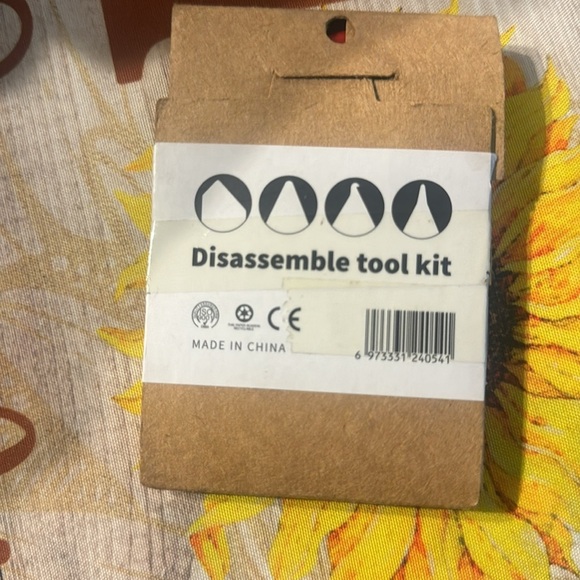 Disassemble tool kit
CE
MADE IN CHINA
6 973331 240541